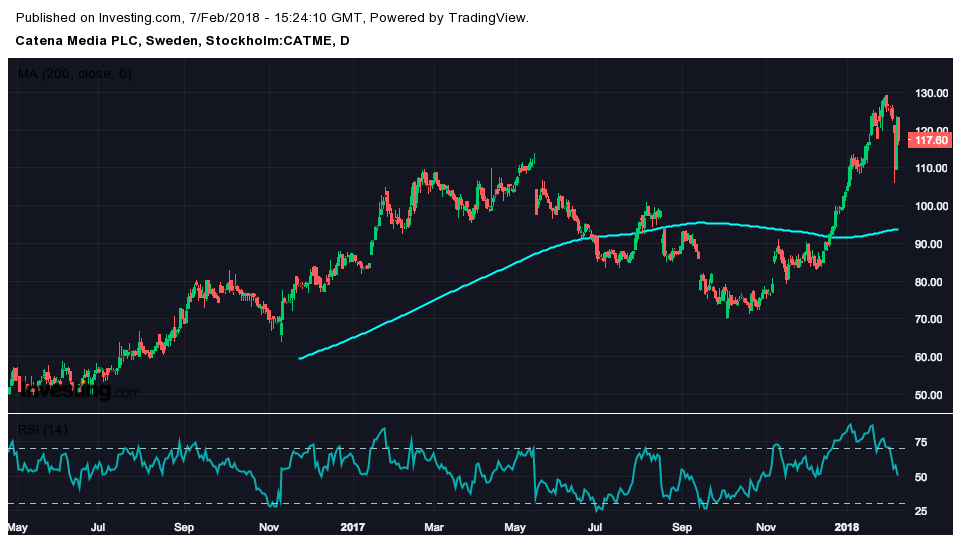 Published on Investing.com, 7/Feb/2018 - 15:24:10 GMT, Powered by TradingView.
Catena Media PLC, Sweden, Stockholm:CATME, D
MA (200, close, 0)
130.00
120.00
117.60
110.00
100.00
90.00
80.00
70.00
60.00
50.00
Investing.com
RSI (14)
75
50
25
May Jul Sep Nov 2017 Mar May Jul Sep Nov 2018